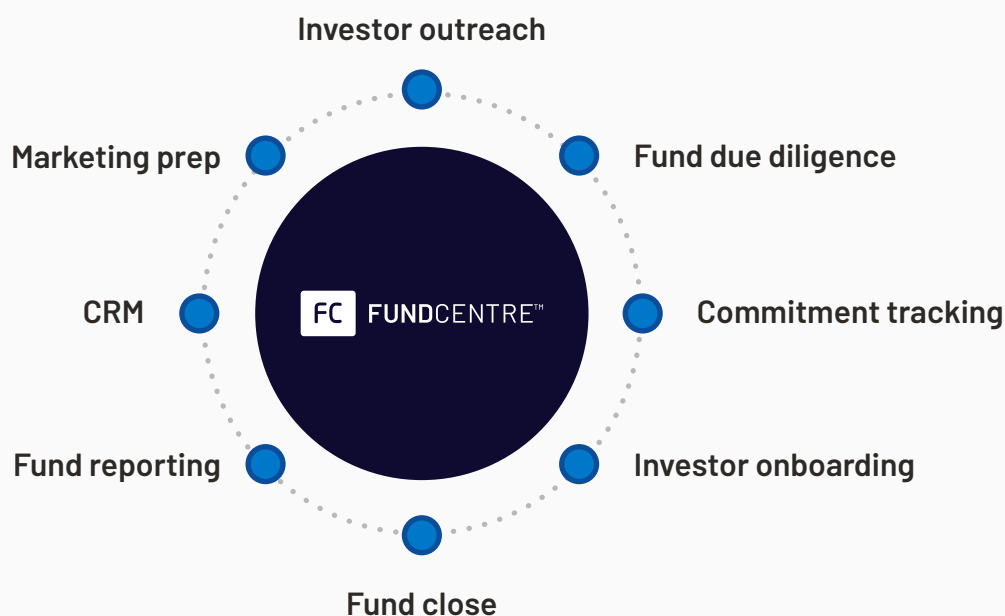 Investor outreach
Marketing prep
Fund due diligence
CRM
FC FUNDCENTRE™
Commitment tracking
Fund reporting
Investor onboarding
Fund close